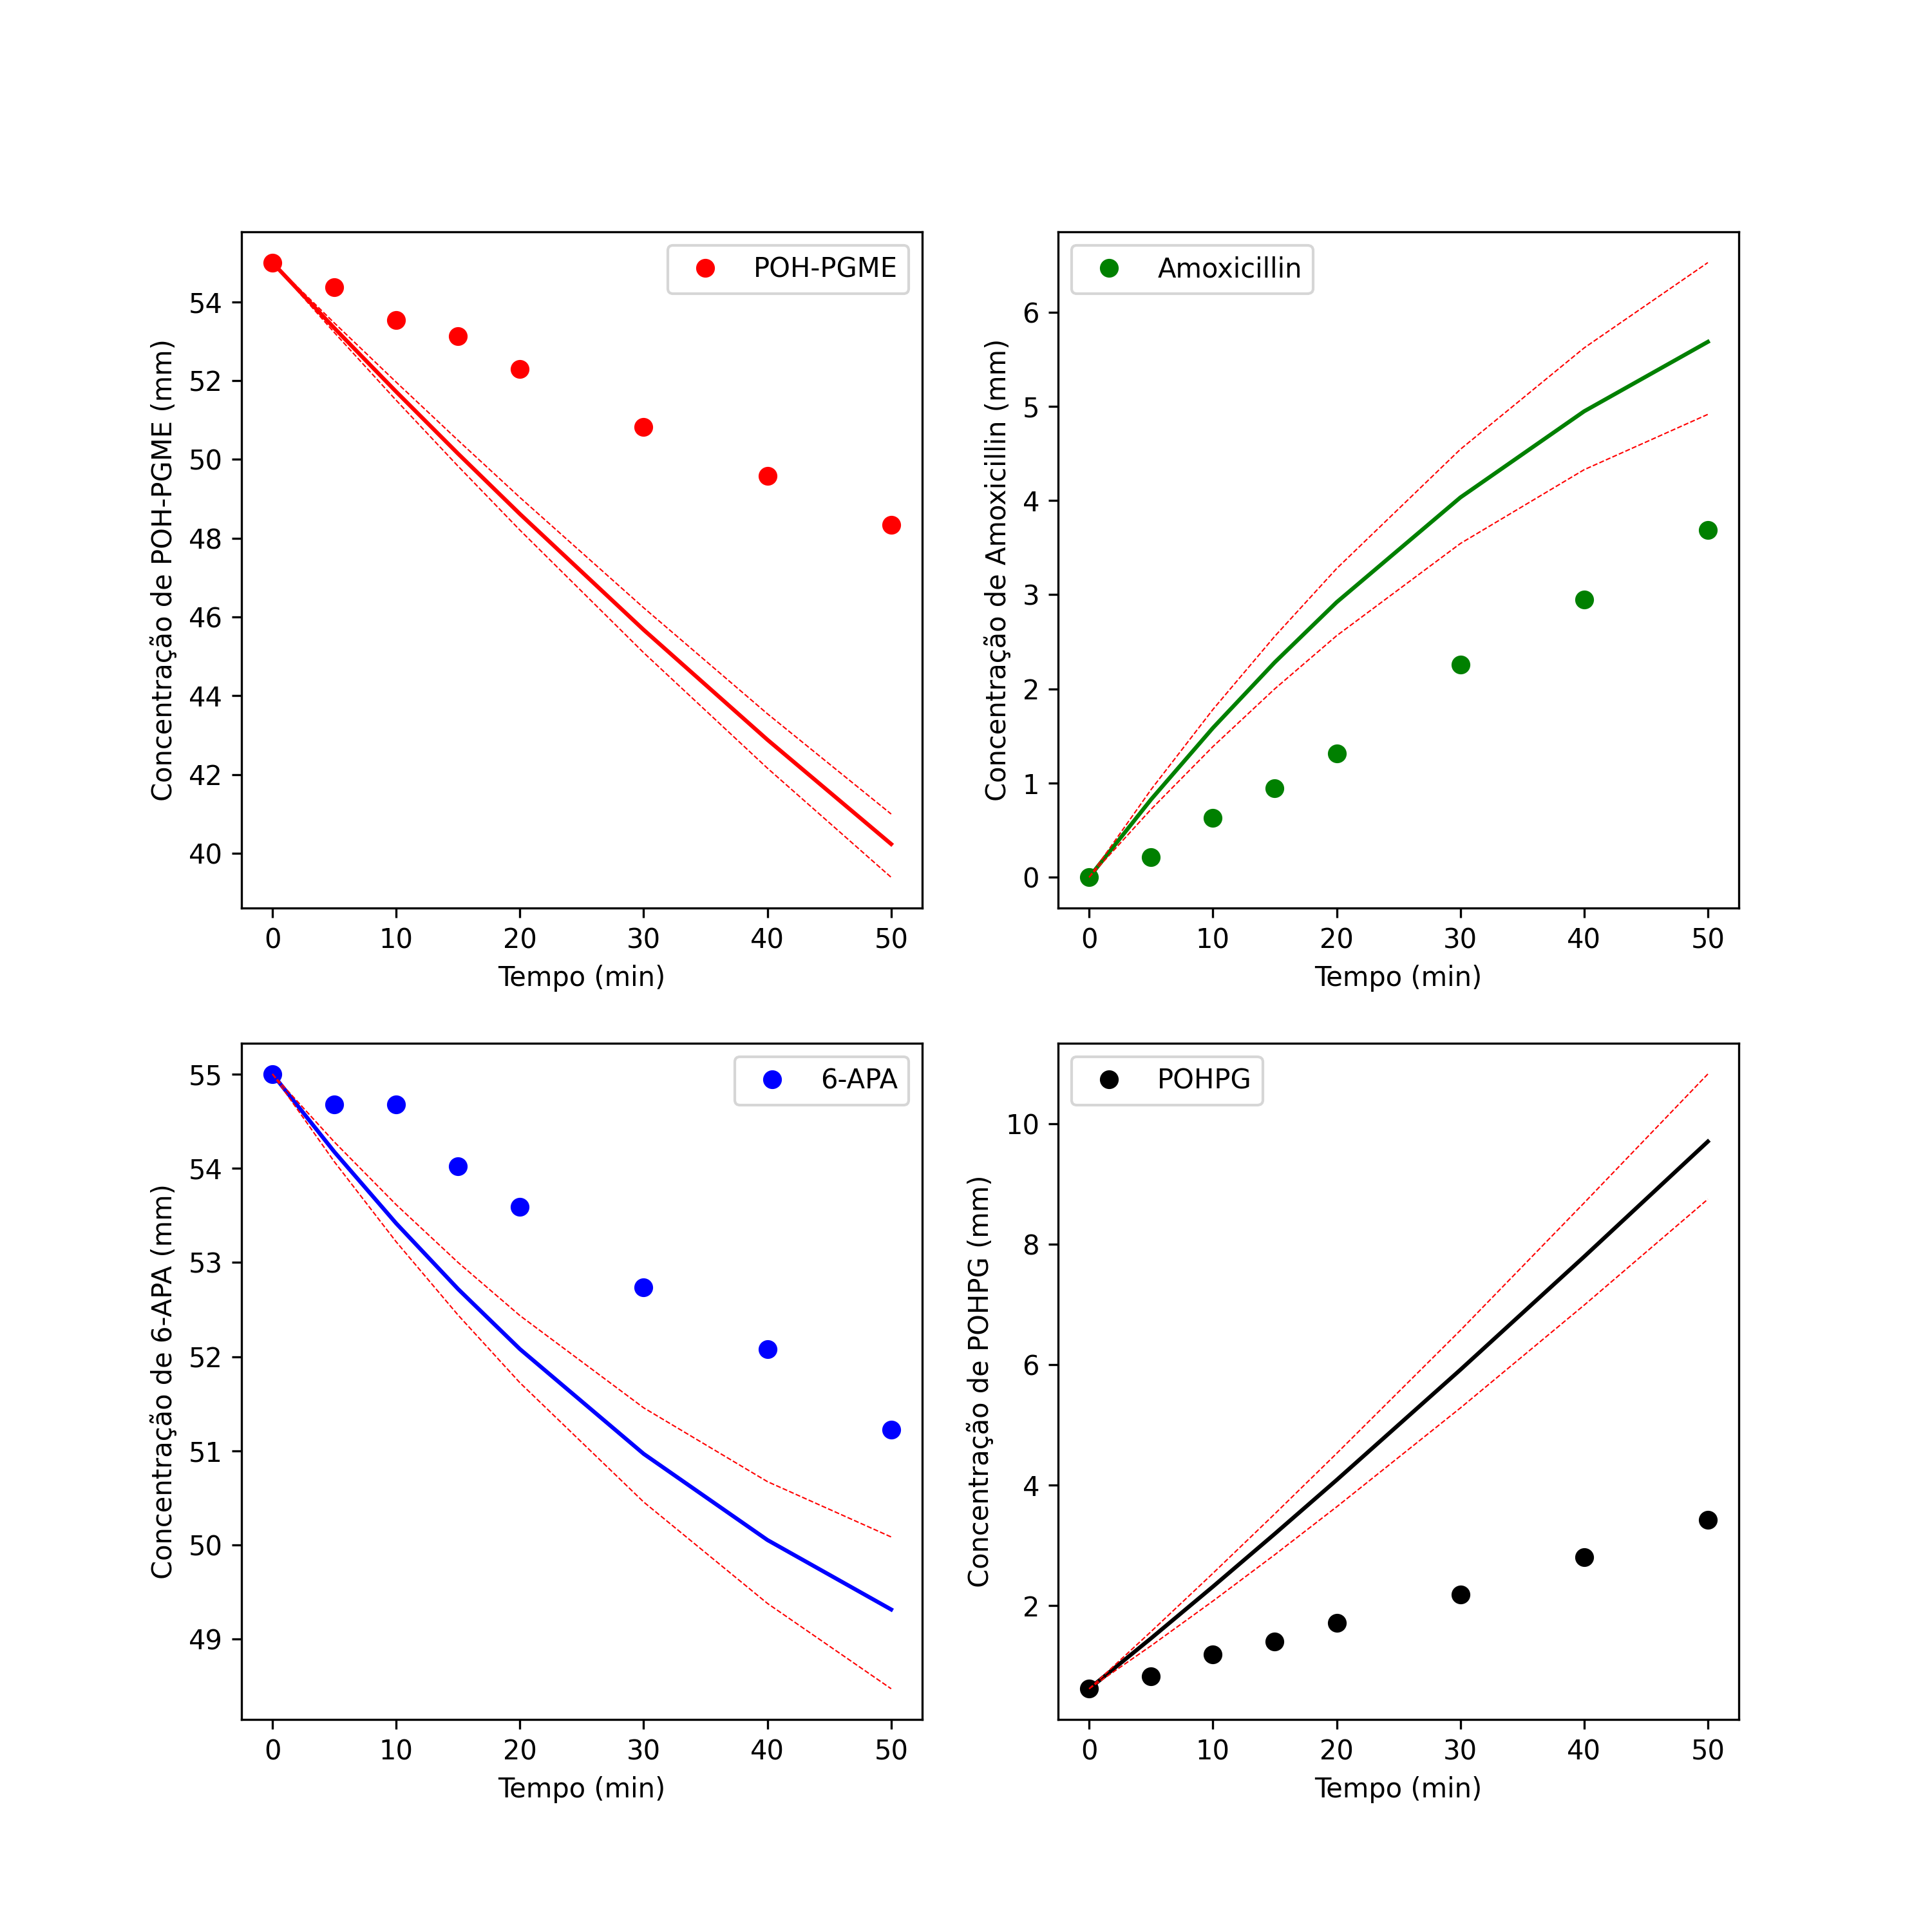 POH-PGME
Concentração de POH-PGME (mm)
54
52
50
48
46
44
42
40
0 10 20 30 40 50
Tempo (min)
Amoxicillin
Concentração de Amoxicillin (mm)
6
5
4
3
2
1
0
0 10 20 30 40 50
Tempo (min)
6-APA
Concentração de 6-APA (mm)
55
54
53
52
51
50
49
0 10 20 30 40 50
Tempo (min)
POHPG
Concentração de POHPG (mm)
10
8
6
4
2
0 10 20 30 40 50
Tempo (min)